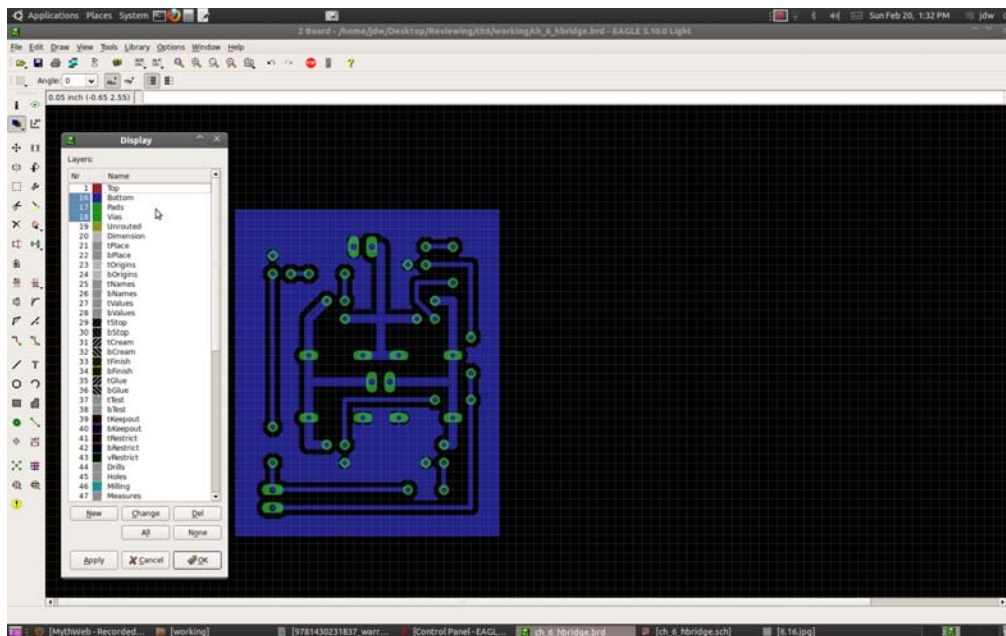 Applications Places System
Sun Feb 20, 1:32 PM jdw
2 Board - /home/jdw/Desktop/Reviewing/ch6/working/ch_6_hbridge.brd - EAGLE 5.10.0 Light
File Edit Draw View Tools Library Options Window Help
Angle: 0
0.05 inch (-0.65 2.55)
Display
Layers:
Nr Name
1 Top
16 Bottom
17 Pads
18 Vias
19 Unrouted
20 Dimension
21 tPlace
22 bPlace
23 tOrigins
24 bOrigins
25 tNames
26 bNames
27 tValues
28 bValues
29 tStop
30 bStop
31 tCream
32 bCream
33 tFinish
34 bFinish
35 tGlue
36 bGlue
37 tTest
38 bTest
39 tKeepout
40 bKeepout
41 tRestrict
42 bRestrict
43 vRestrict
44 Drills
45 Holes
46 Milling
47 Measures
New Change Del
All None
Apply Cancel OK
[MythWeb - Recorded... [working] [9781430231837_warr... [Control Panel - EAGL... ch_6_hbridge.brd [ch_6_hbridge.sch] [6.16.jpg]